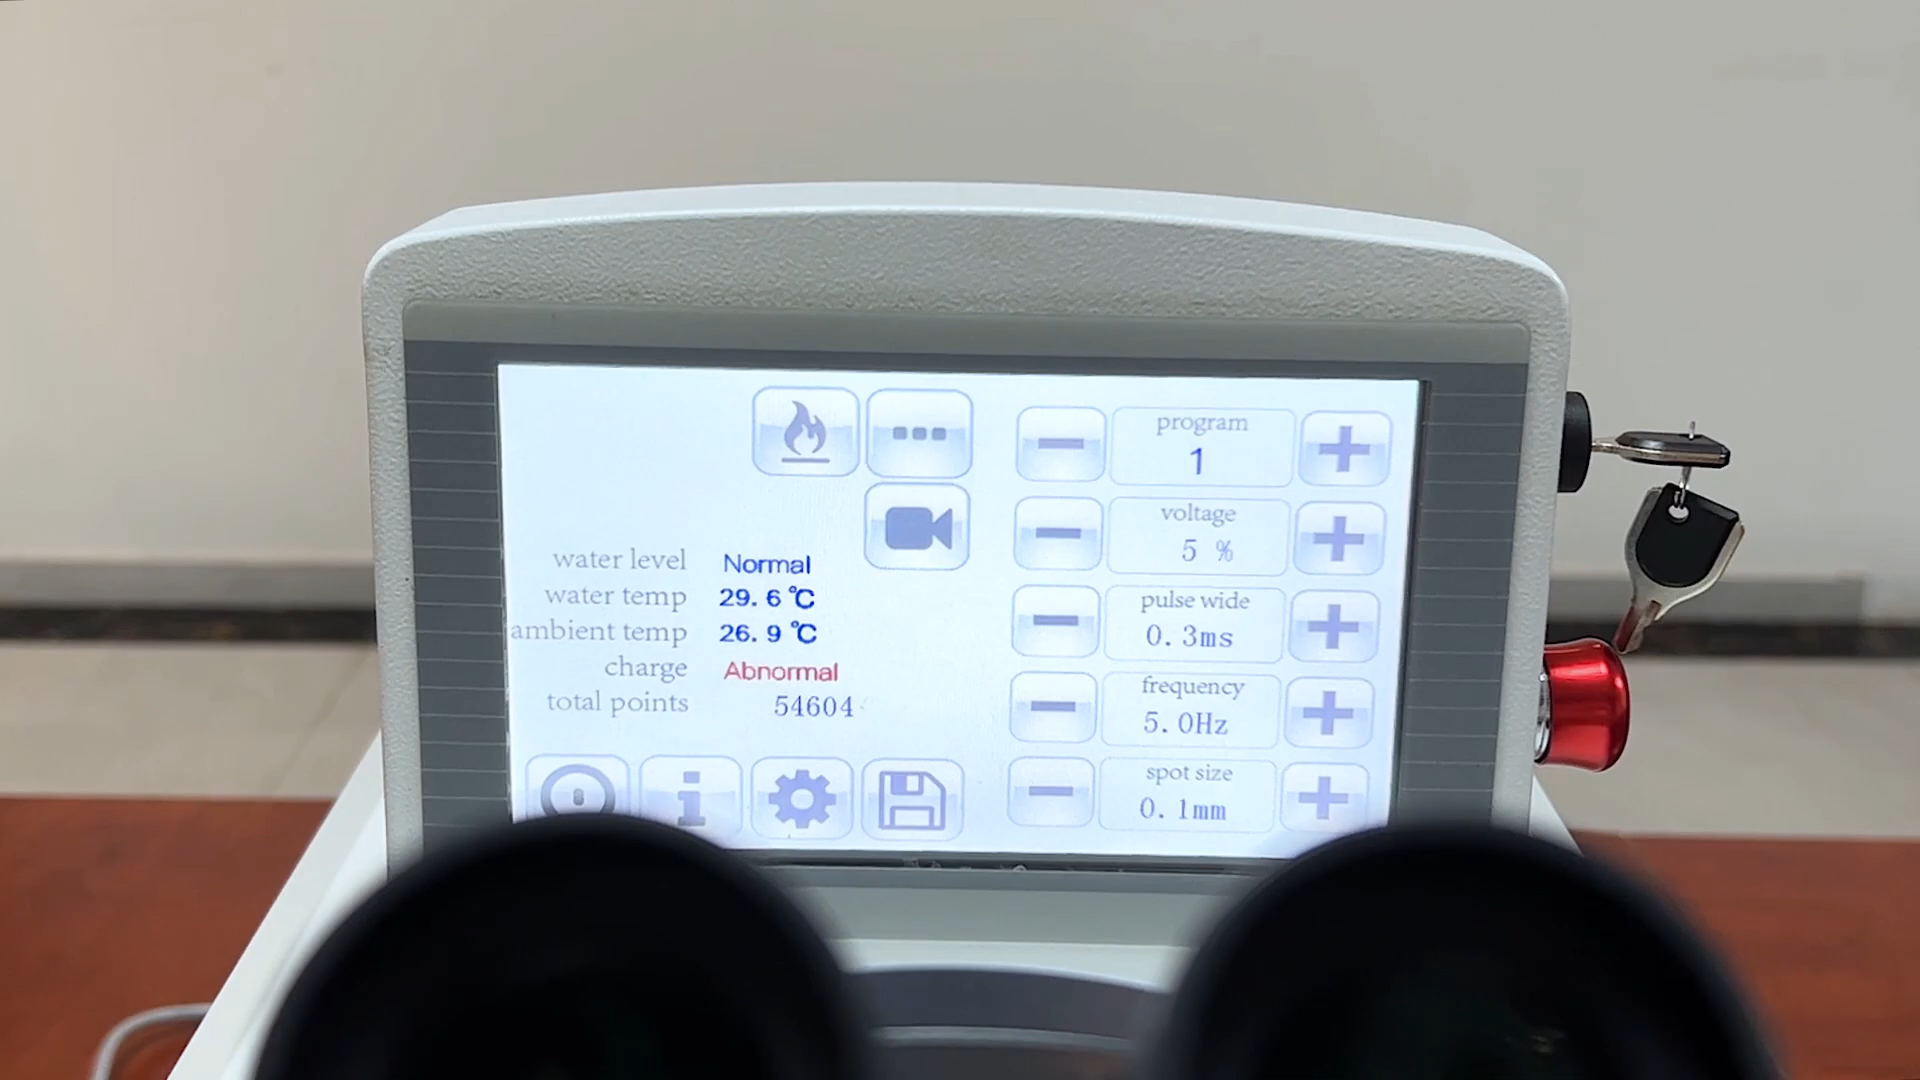 water level Normal
water temp 29.6℃
ambient temp 26.9℃
charge Abnormal
total points 54604
program
1
voltage
5 %
pulse wide
0.3ms
frequency
5.0Hz
spot size
0.1mm